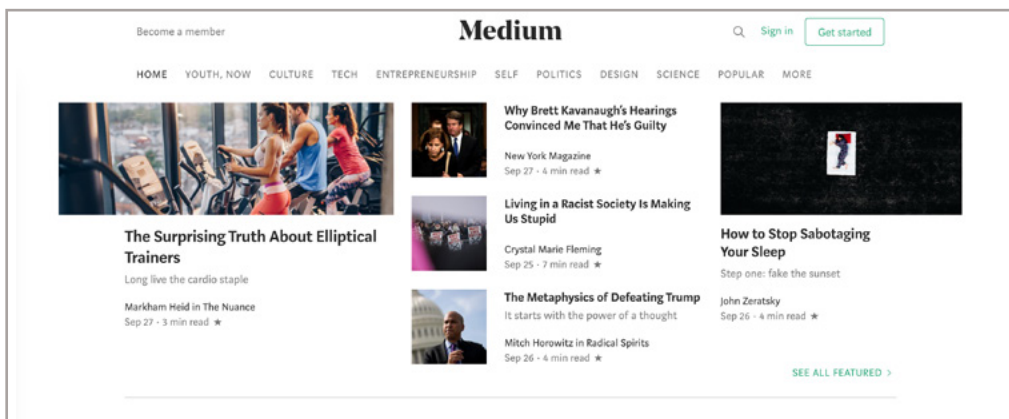 Become a member
Medium
Sign in
Get started
HOME YOUTH, NOW CULTURE TECH ENTREPRENEURSHIP SELF POLITICS DESIGN SCIENCE POPULAR MORE
The Surprising Truth About Elliptical
Trainers
Long live the cardio staple
Markham Heid in The Nuance
Sep 27 · 3 min read ★
Why Brett Kavanaugh's Hearings
Convinced Me That He's Guilty
New York Magazine
Sep 27 · 4 min read ★
Living in a Racist Society Is Making
Us Stupid
Crystal Marie Fleming
Sep 25 · 7 min read ★
The Metaphysics of Defeating Trump
It starts with the power of a thought
Mitch Horowitz in Radical Spirits
Sep 26 · 4 min read ★
How to Stop Sabotaging
Your Sleep
Step one: fake the sunset
John Zeratsky
Sep 26 · 4 min read ★
SEE ALL FEATURED >